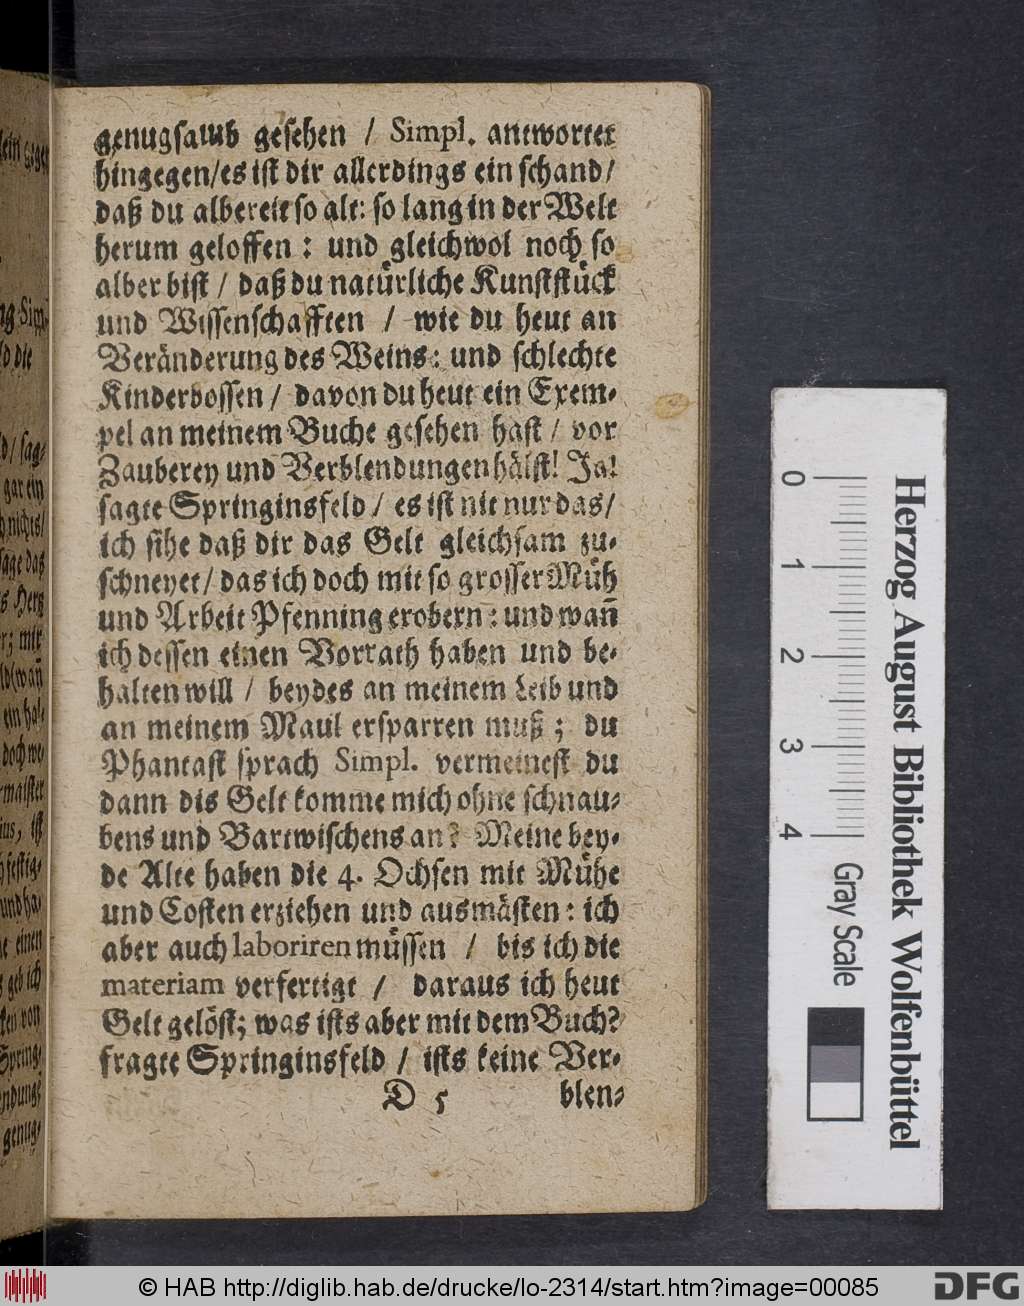 genugsamb gesehen / Simpl. antwortet
hingegen/es ist dir allerdings ein schand/
daß du albereit so alt: so lang in der Welt
herum geloffen : und gleichwol noch so
alber bist / daß du natürliche Kunststück
und Wissenschafften / wie du heut an
Veränderung des Weins: und schlechte
Kinderbossen / davon du heut ein Exem-
pel an meinem Buche gesehen hast / vor
Zauberey und Verblendungen hälst! Ja!
sagte Springinsfeld / es ist nit nur das/
ich sihe daß dir das Gelt gleichsam zu-
schneyet/ das ich doch mit so grosser Müh
und Arbeit Pfenning erobern: und wañ
ich dessen einen Vorrath haben und be-
halten will / beydes an meinem Leib und
an meinem Maul ersparren muß ; du
Phantast sprach Simpl. vermeinest du
dann dis Gelt komme mich ohne schnau-
bens und Bartwischens an? Meine bey-
de Alte haben die 4. Ochsen mit Mühe
und Costen erziehen und ausmästen: ich
aber auch laboriren müssen / bis ich die
materiam verfertigt / daraus ich heut
Gelt gelöst; was ists aber mit dem Buch?
fragte Springinsfeld / ists keine Ver-
D 5 blen-
Herzog August Bibliothek Wolfenbüttel
0 1 2 3 4
Gray Scale
© HAB http://diglib.hab.de/drucke/lo-2314/start.htm?image=00085
DFG